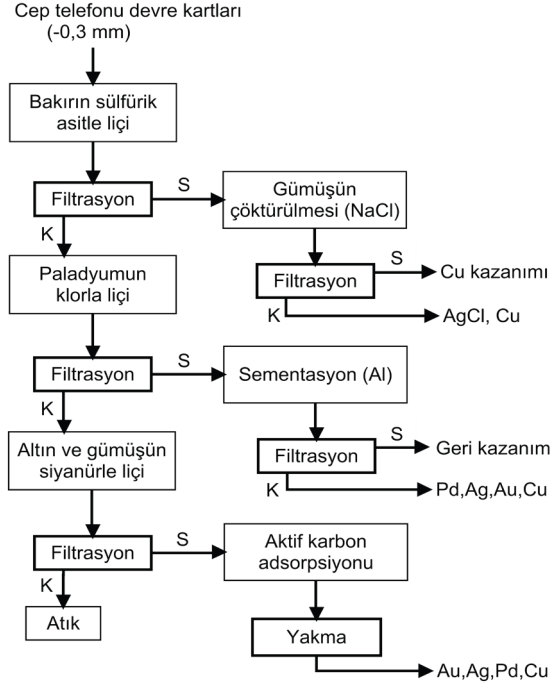 Cep telefonu devre kartları
(-0,3 mm)
Bakırın sülfürik
asitle liçi
Filtrasyon
S
Gümüşün
çöktürülmesi (NaCl)
K
Filtrasyon
S
Cu kazanımı
K
AgCl, Cu
Paladyumun
klorla liçi
Filtrasyon
S
Sementasyon (Al)
K
Filtrasyon
S
Geri kazanım
K
Pd,Ag,Au,Cu
Altın ve gümüşün
siyanürle liçi
Filtrasyon
S
Aktif karbon
adsorpsiyonu
K
Atık
Yakma
Au,Ag,Pd,Cu